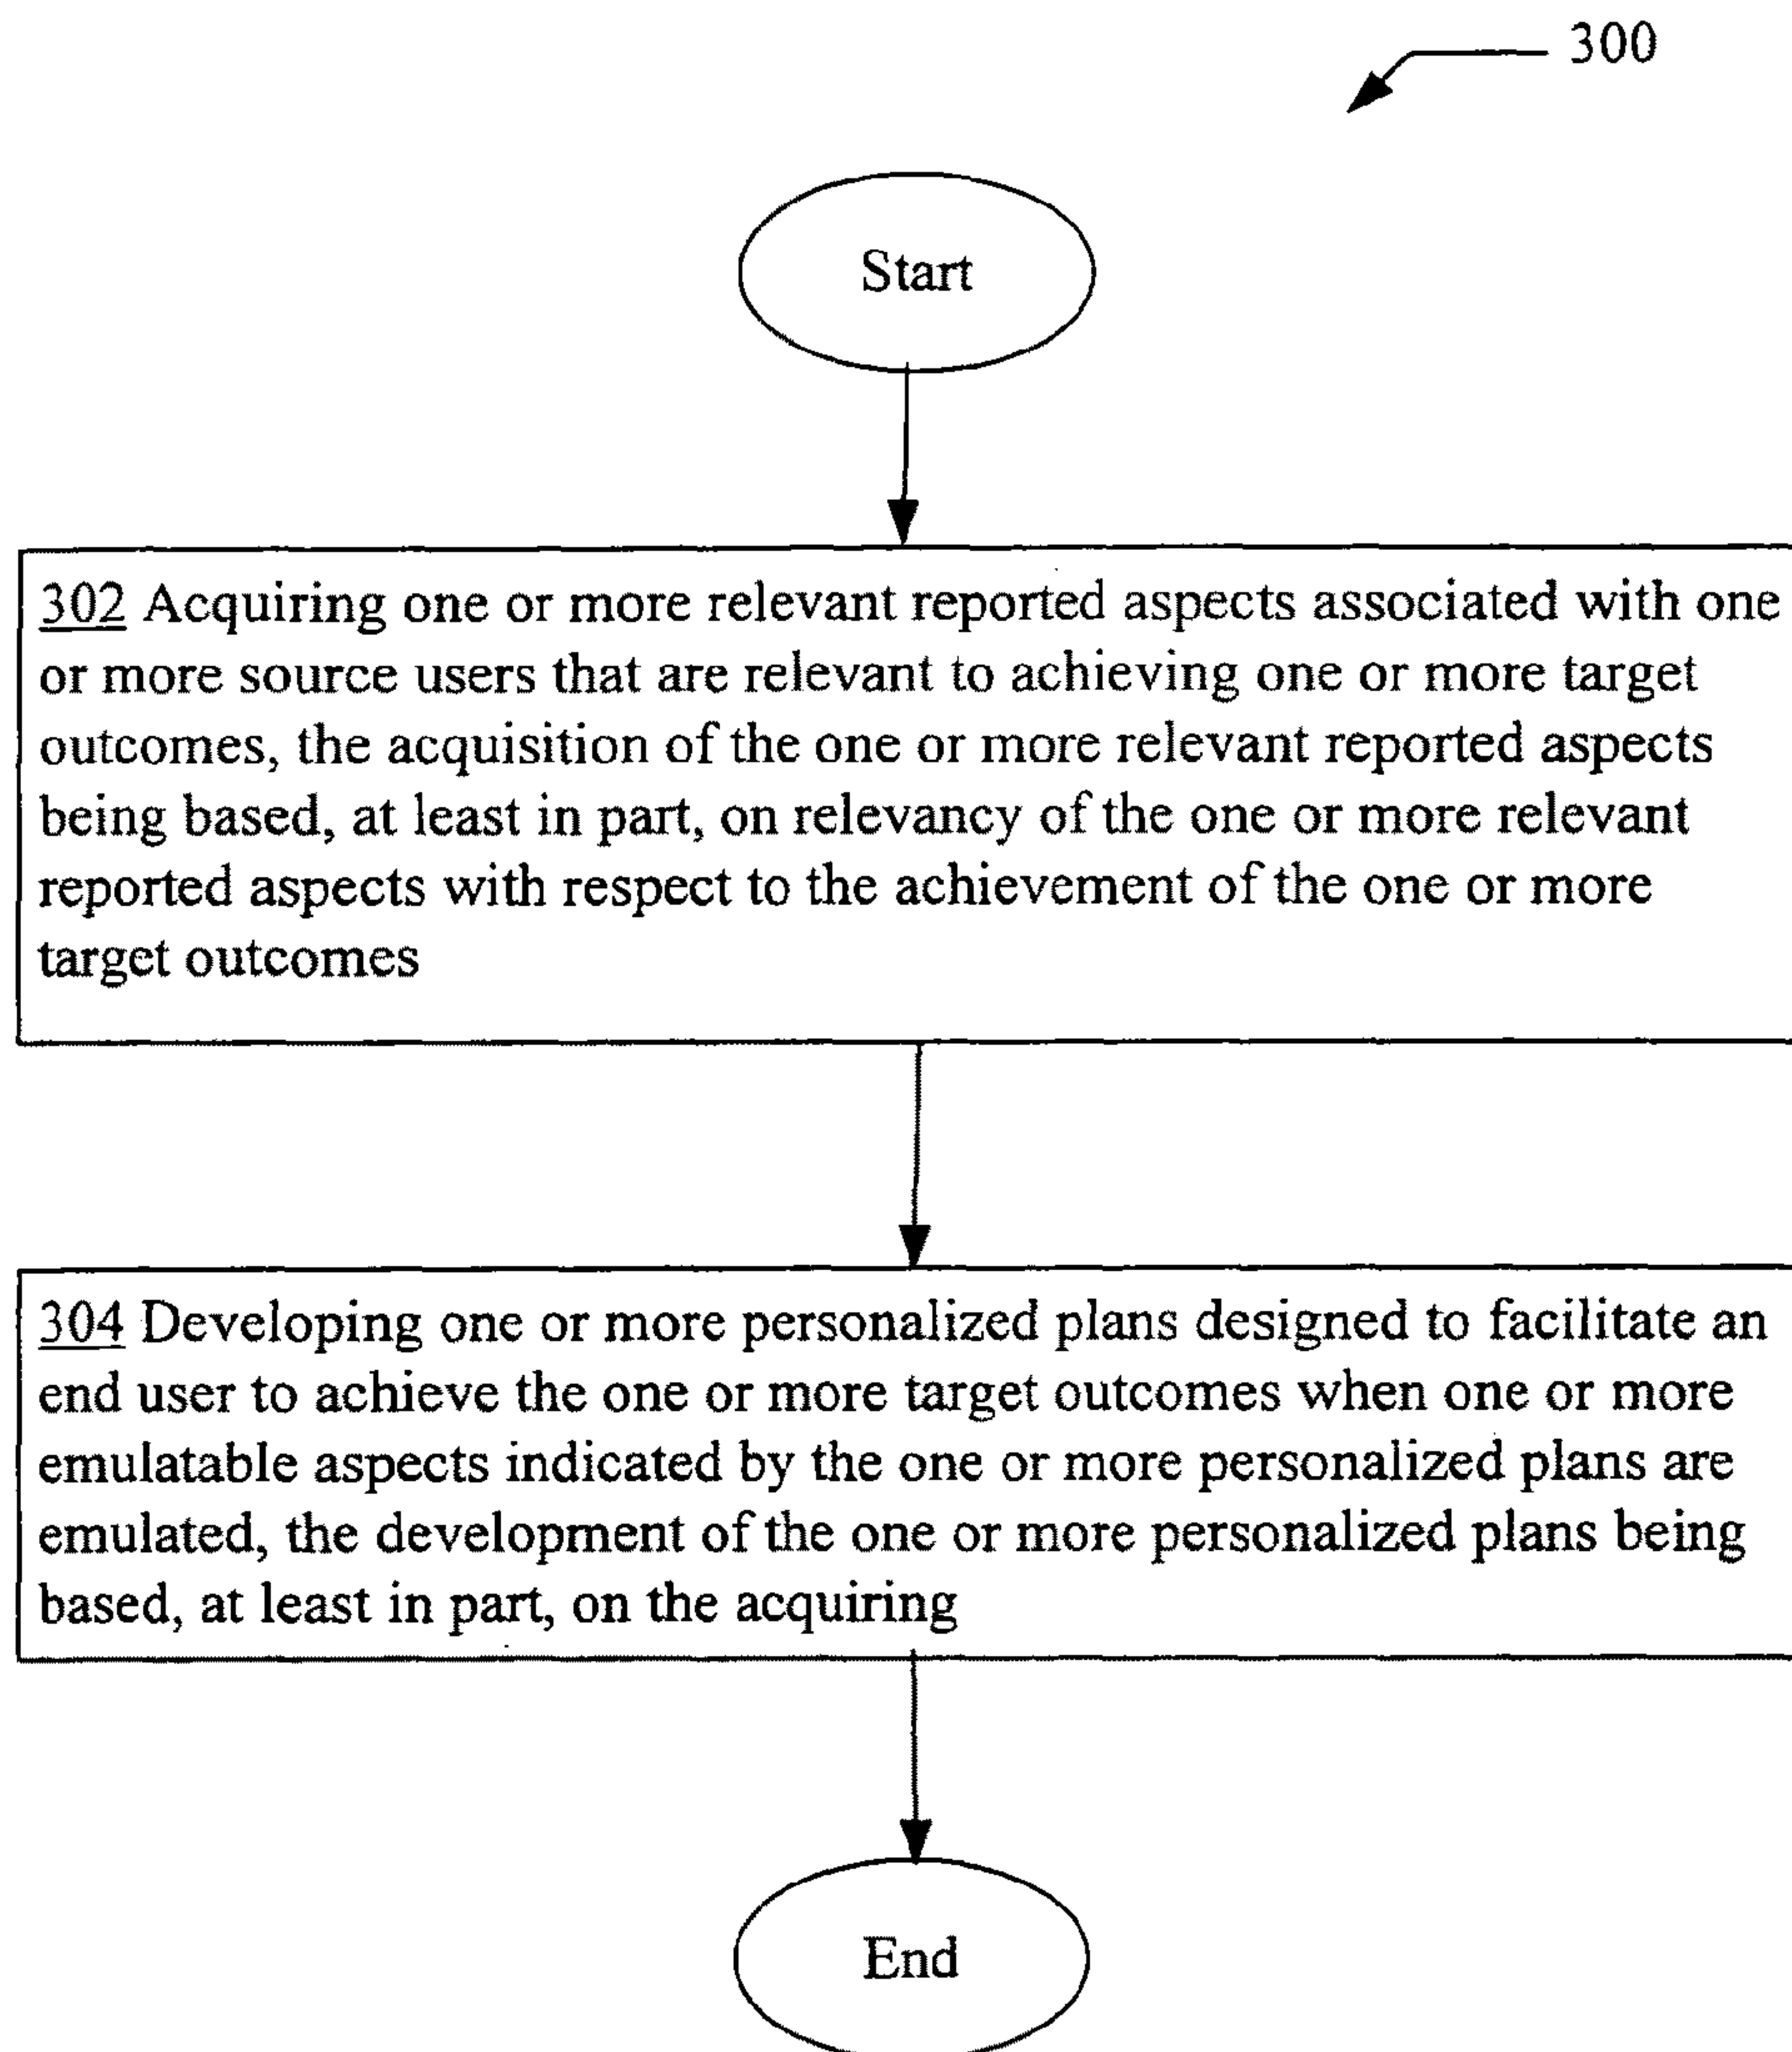 300
Start
302 Acquiring one or more relevant reported aspects associated with one
or more source users that are relevant to achieving one or more target
outcomes, the acquisition of the one or more relevant reported aspects
being based, at least in part, on relevancy of the one or more relevant
reported aspects with respect to the achievement of the one or more
target outcomes
304 Developing one or more personalized plans designed to facilitate an
end user to achieve the one or more target outcomes when one or more
emulatable aspects indicated by the one or more personalized plans are
emulated, the development of the one or more personalized plans being
based, at least in part, on the acquiring
End